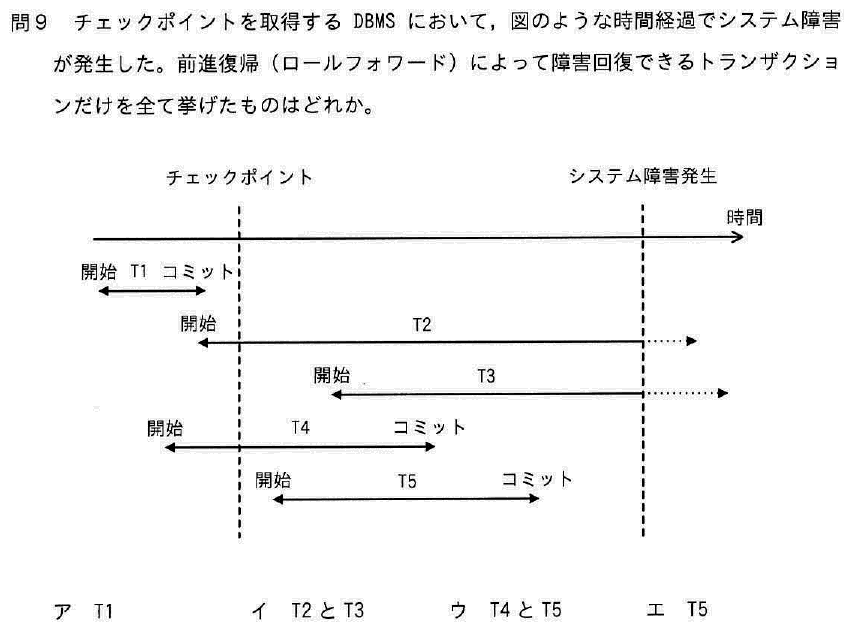 問９　チェックポイントを取得する DBMS において，図のような時間経過でシステム障害
が発生した。前進復帰（ロールフォワード）によって障害回復できるトランザクショ
ンだけを全て挙げたものはどれか。
チェックポイント　システム障害発生
時間
開始　T1　コミット
開始　T2
開始　T3
開始　T4　コミット
開始　T5　コミット
ア　T1　イ　T2 と T3　ウ　T4 と T5　エ　T5